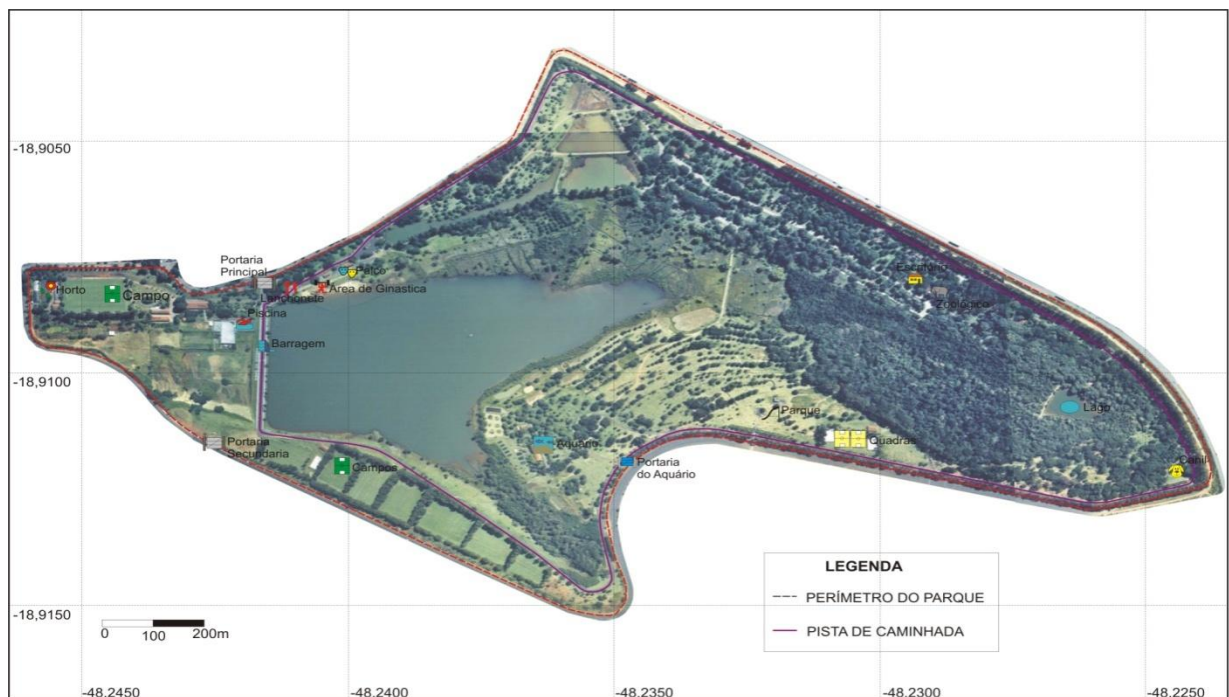 -18,9050
Portaria
Principal
Palco
Horto
Campo
Lanchonete
Área de Ginastica
Piscina
Zoológico
Barragem
-18,9100
Parque
Lago
Portaria
Secundaria
Aquário
Quadras
Campos
Portaria
do Aquário
Canil
LEGENDA
PERÍMETRO DO PARQUE
PISTA DE CAMINHADA
-18,9150
0 100 200m
-48.2450 -48.2400 -48.2350 -48.2300 -48.2250